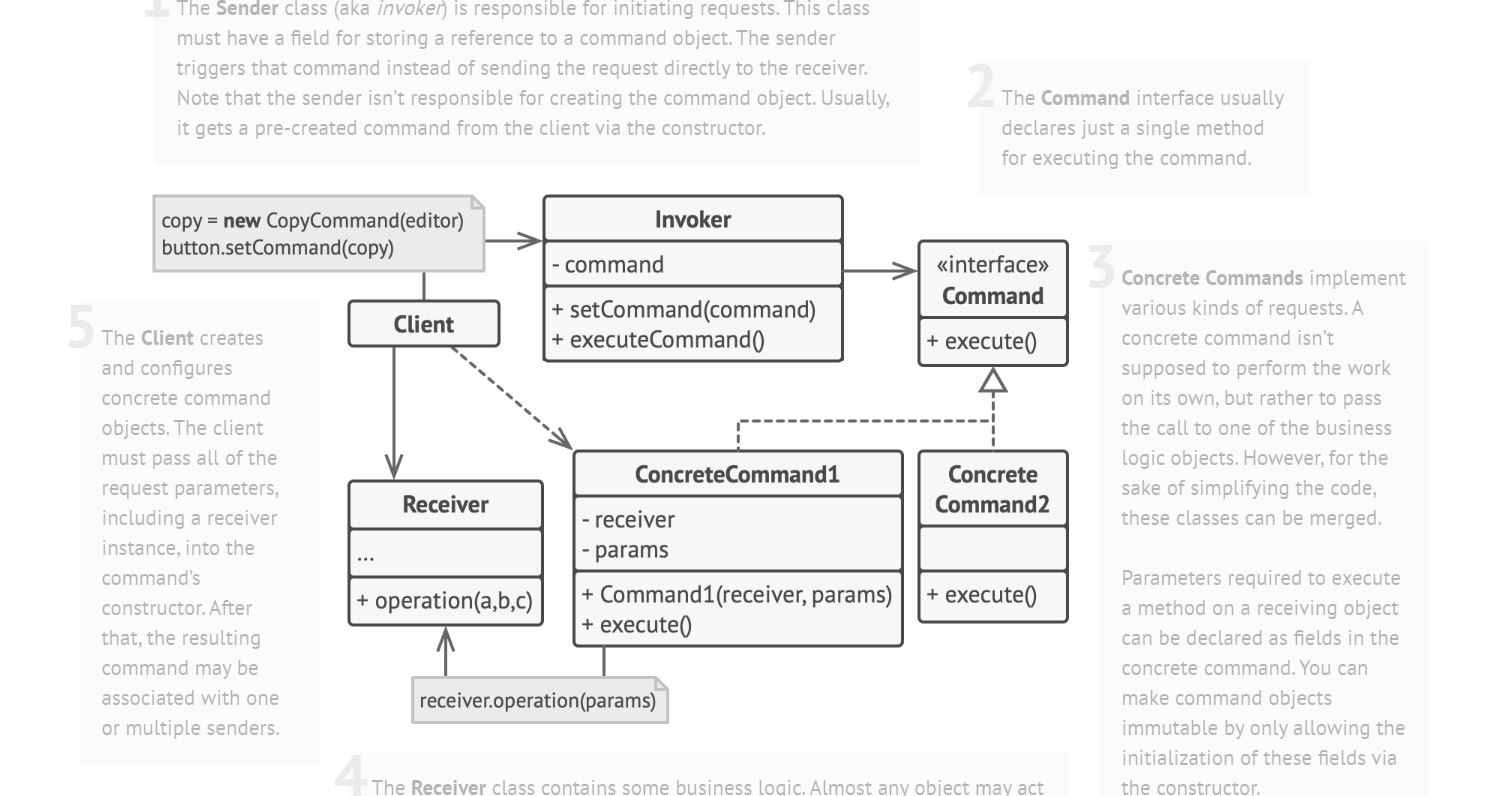 1
The Sender class (aka invoker) is responsible for initiating requests. This class
must have a field for storing a reference to a command object. The sender
triggers that command instead of sending the request directly to the receiver.
Note that the sender isn’t responsible for creating the command object. Usually,
it gets a pre-created command from the client via the constructor.
2
The Command interface usually
declares just a single method
for executing the command.
copy = new CopyCommand(editor)
button.setCommand(copy)
Invoker
- command
+ setCommand(command)
+ executeCommand()
«interface»
Command
+ execute()
3
Concrete Commands implement
various kinds of requests. A
concrete command isn’t
supposed to perform the work
on its own, but rather to pass
the call to one of the business
logic objects. However, for the
sake of simplifying the code,
these classes can be merged.
Parameters required to execute
a method on a receiving object
can be declared as fields in the
concrete command. You can
make command objects
immutable by only allowing the
initialization of these fields via
the constructor.
5
The Client creates
and configures
concrete command
objects. The client
must pass all of the
request parameters,
including a receiver
instance, into the
command’s
constructor. After
that, the resulting
command may be
associated with one
or multiple senders.
Client
Receiver
...
+ operation(a,b,c)
ConcreteCommand1
- receiver
- params
+ Command1(receiver, params)
+ execute()
Concrete
Command2
+ execute()
receiver.operation(params)
4
The Receiver class contains some business logic. Almost any object may act